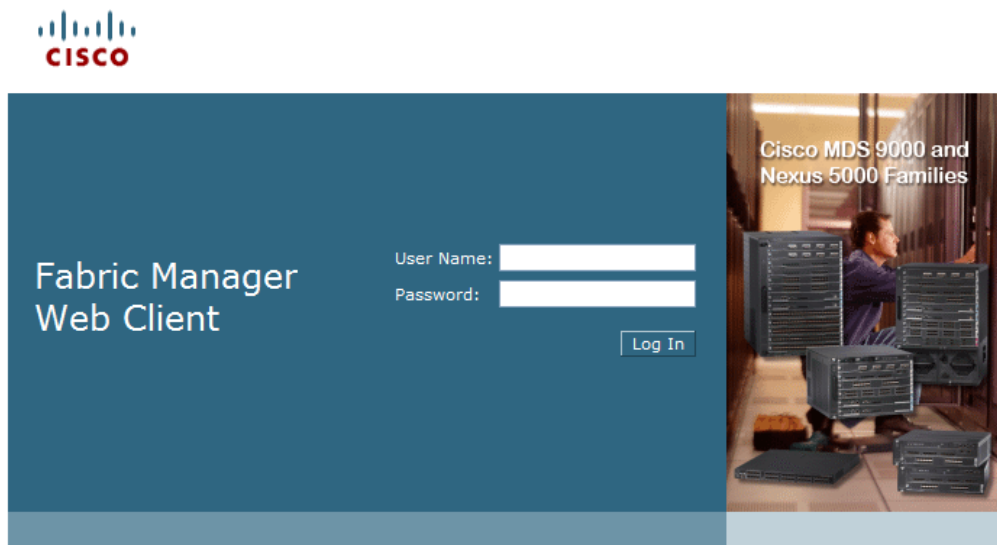 CISCO
Cisco MDS 9000 and
Nexus 5000 Families
Fabric Manager
Web Client
User Name:
Password:
Log In